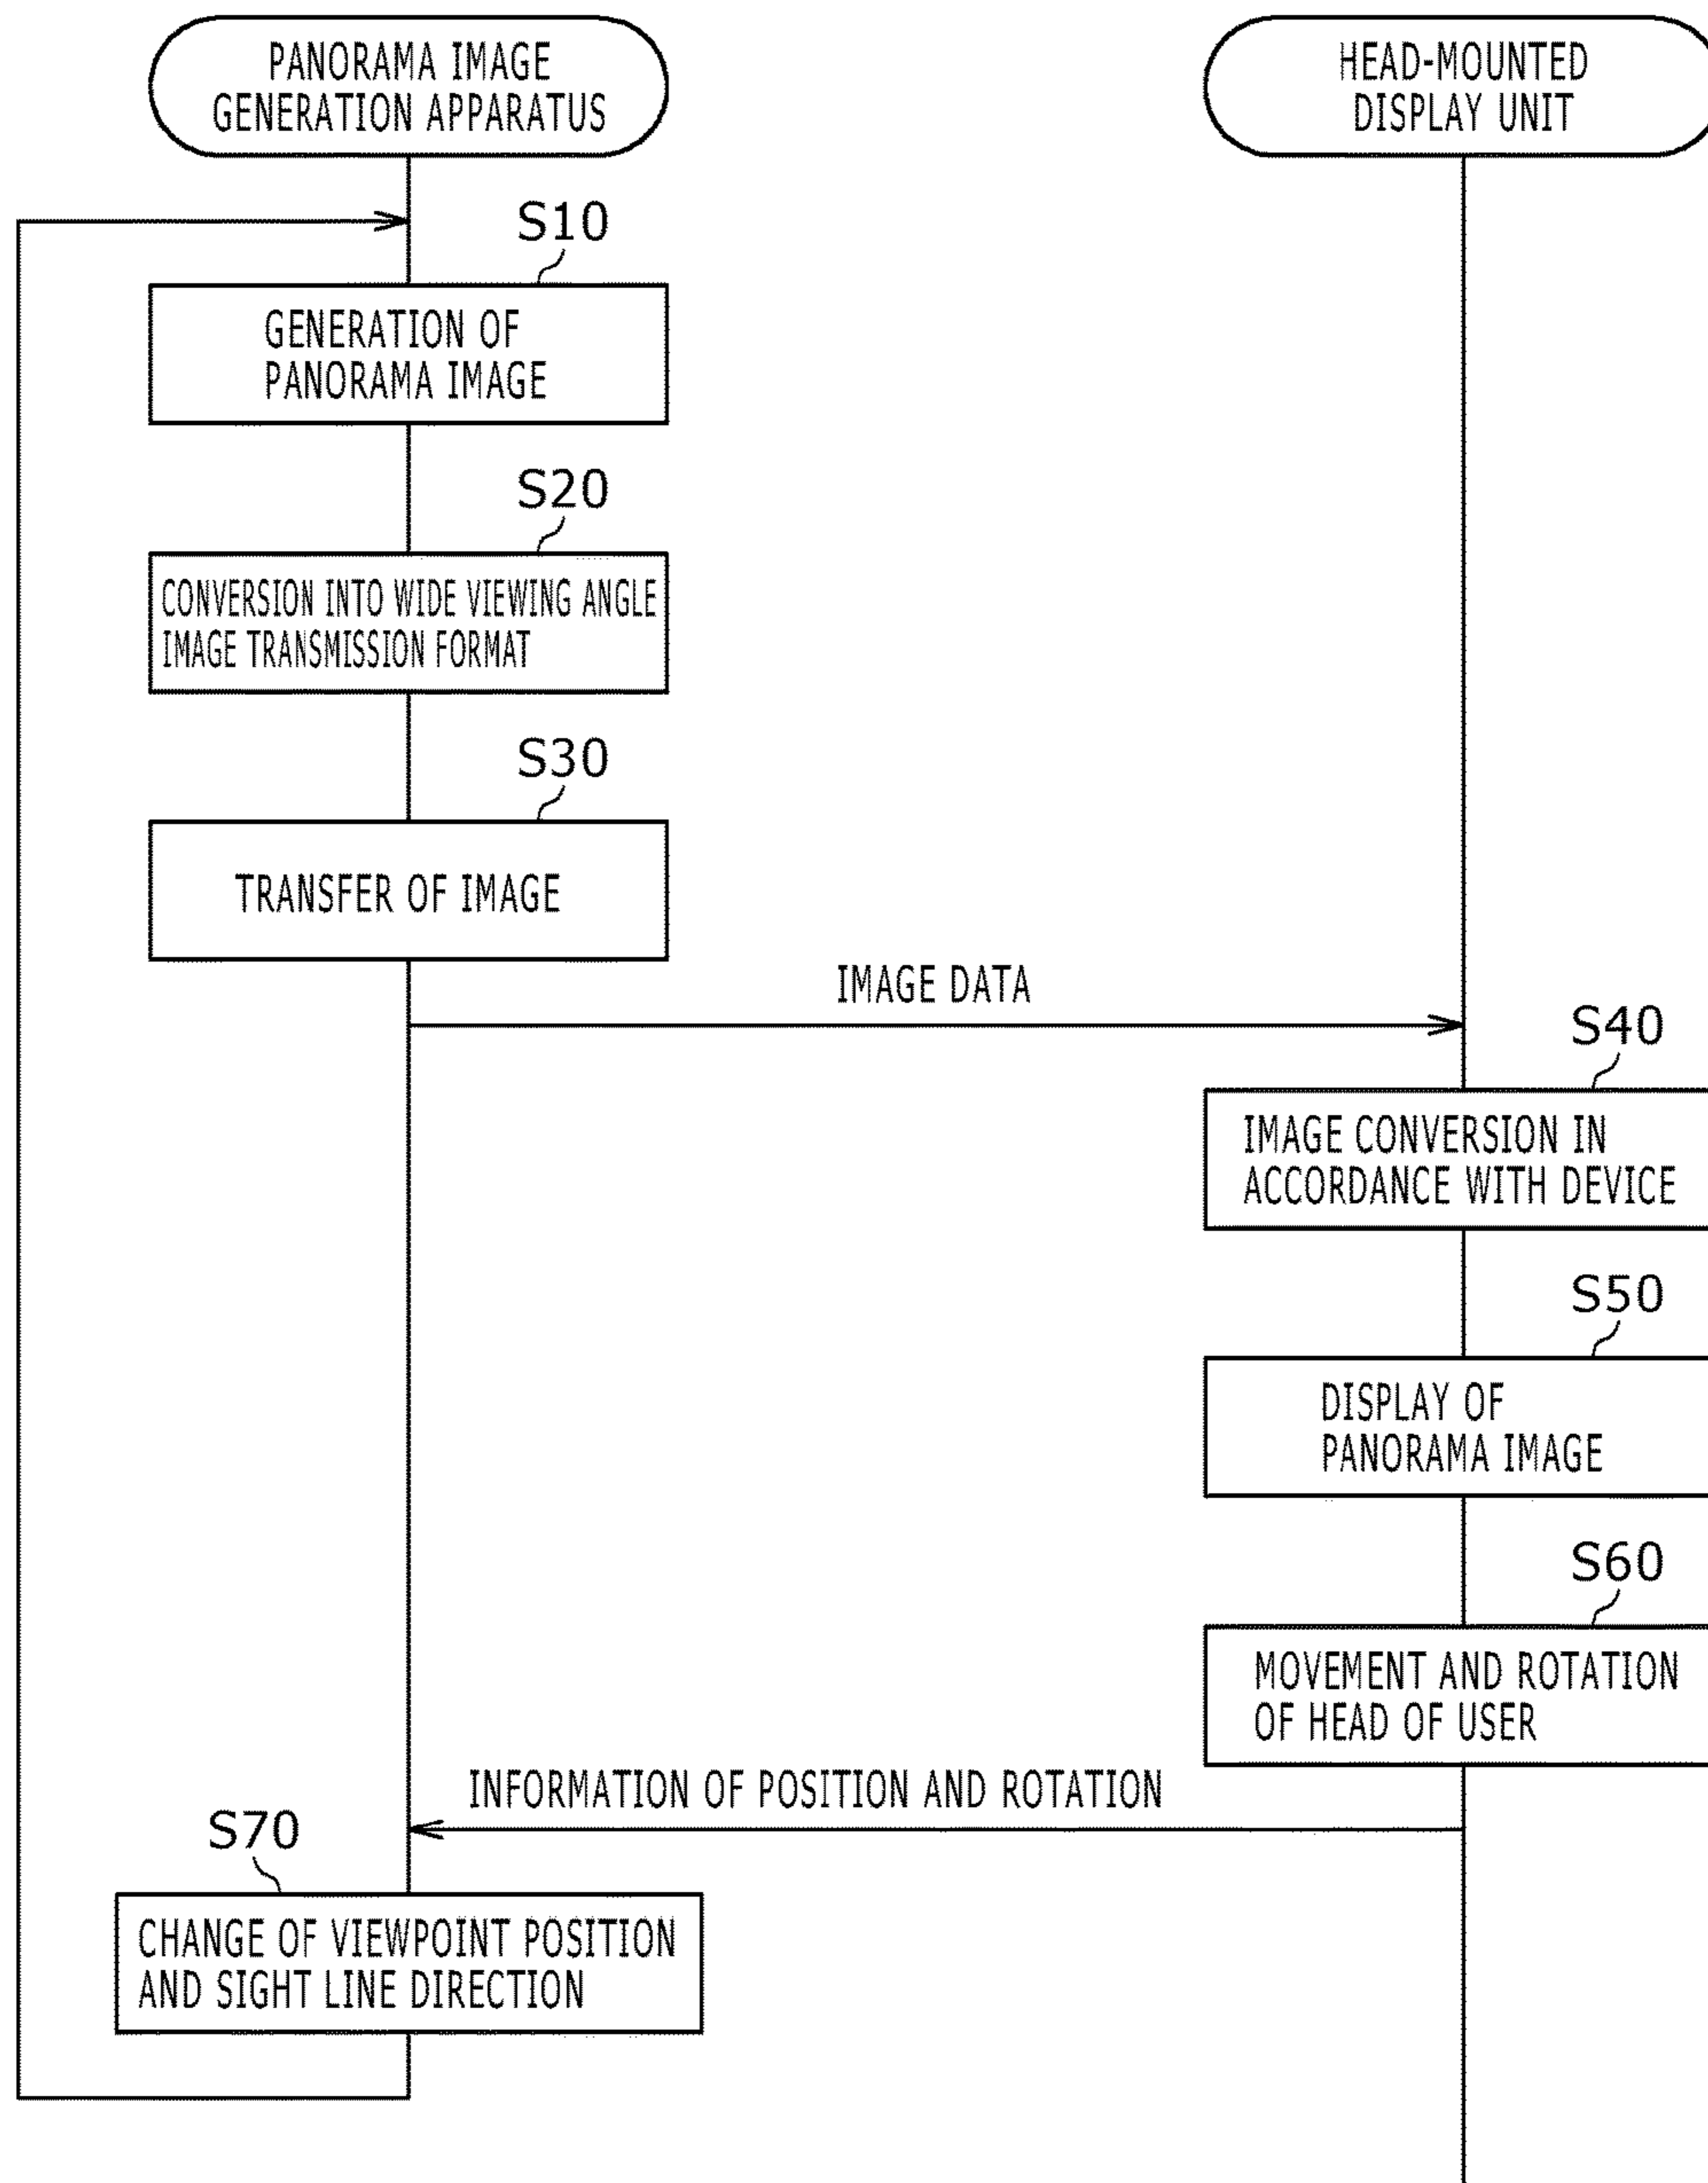 PANORAMA IMAGE
GENERATION APPARATUS
HEAD-MOUNTED
DISPLAY UNIT
S10
GENERATION OF
PANORAMA IMAGE
S20
CONVERSION INTO WIDE VIEWING ANGLE
IMAGE TRANSMISSION FORMAT
S30
TRANSFER OF IMAGE
IMAGE DATA
S40
IMAGE CONVERSION IN
ACCORDANCE WITH DEVICE
S50
DISPLAY OF
PANORAMA IMAGE
S60
MOVEMENT AND ROTATION
OF HEAD OF USER
INFORMATION OF POSITION AND ROTATION
S70
CHANGE OF VIEWPOINT POSITION
AND SIGHT LINE DIRECTION